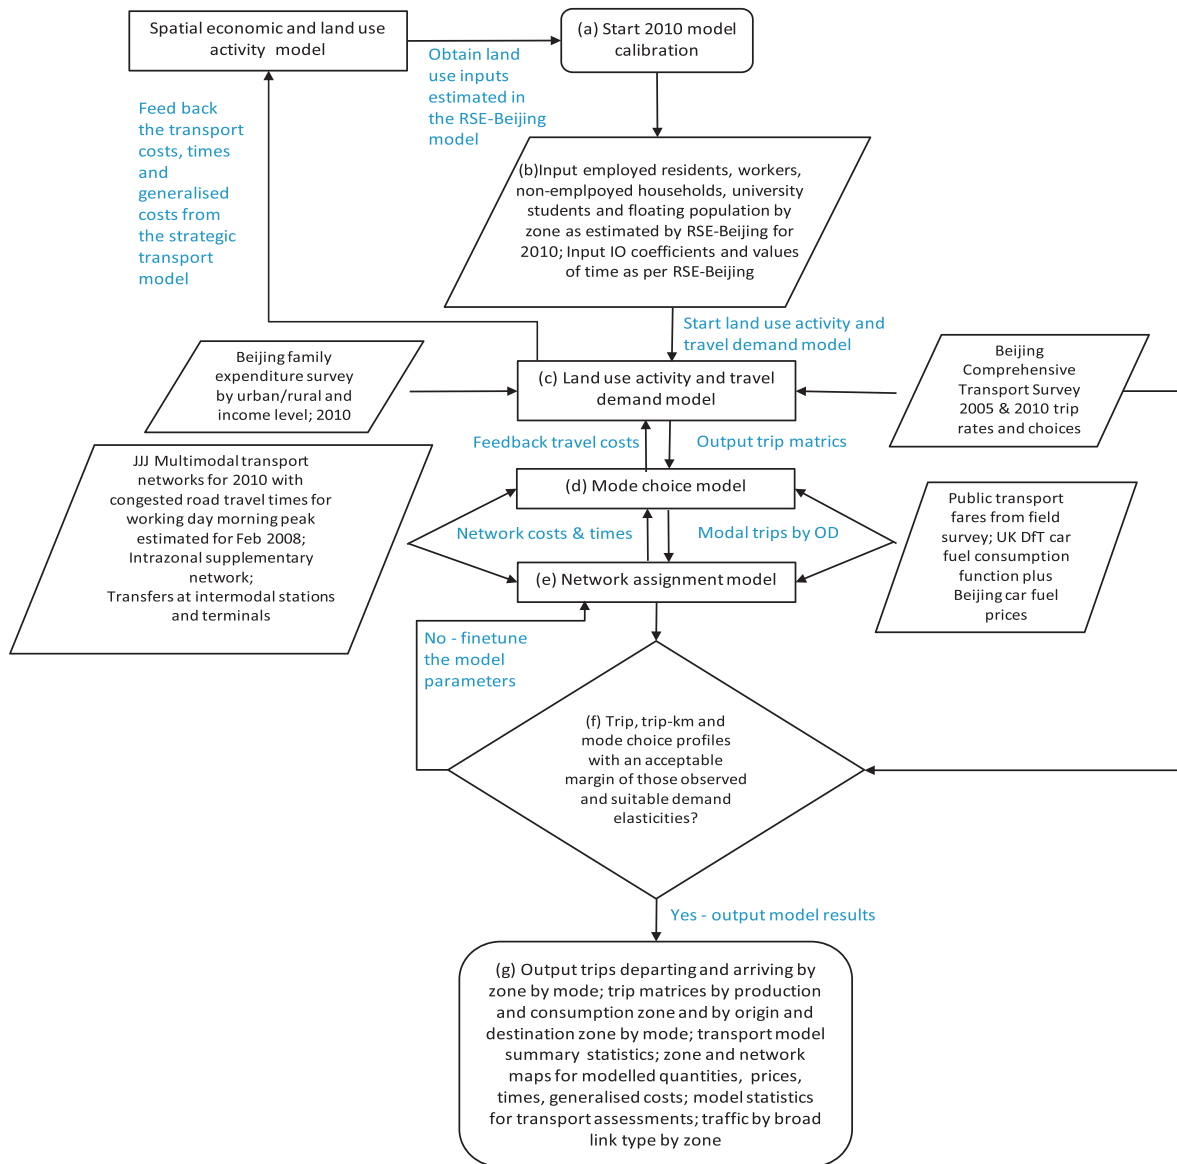 Spatial economic and land use
activity model
(a) Start 2010 model
calibration
Obtain land
use inputs
estimated in
the RSE-Beijing
model
Feed back
the transport
costs, times
and
generalised
costs from
the strategic
transport
model
(b)Input employed residents, workers,
non-emplpoyed households, university
students and floating population by
zone as estimated by RSE-Beijing for
2010; Input IO coefficients and values
of time as per RSE-Beijing
Start land use activity and
travel demand model
Beijing family
expenditure survey
by urban/rural and
income level; 2010
(c) Land use activity and travel
demand model
Beijing
Comprehensive
Transport Survey
2005 & 2010 trip
rates and choices
Feedback travel costs
Output trip matrics
JJJ Multimodal transport
networks for 2010 with
congested road travel times for
working day morning peak
estimated for Feb 2008;
Intrazonal supplementary
network;
Transfers at intermodal stations
and terminals
(d) Mode choice model
Network costs & times
Modal trips by OD
Public transport
fares from field
survey; UK DfT car
fuel consumption
function plus
Beijing car fuel
prices
(e) Network assignment model
No - finetune
the model
parameters
(f) Trip, trip-km and
mode choice profiles
with an acceptable
margin of those observed
and suitable demand
elasticities?
Yes - output model results
(g) Output trips departing and arriving by
zone by mode; trip matrices by production
and consumption zone and by origin and
destination zone by mode; transport model
summary statistics; zone and network
maps for modelled quantities, prices,
times, generalised costs; model statistics
for transport assessments; traffic by broad
link type by zone